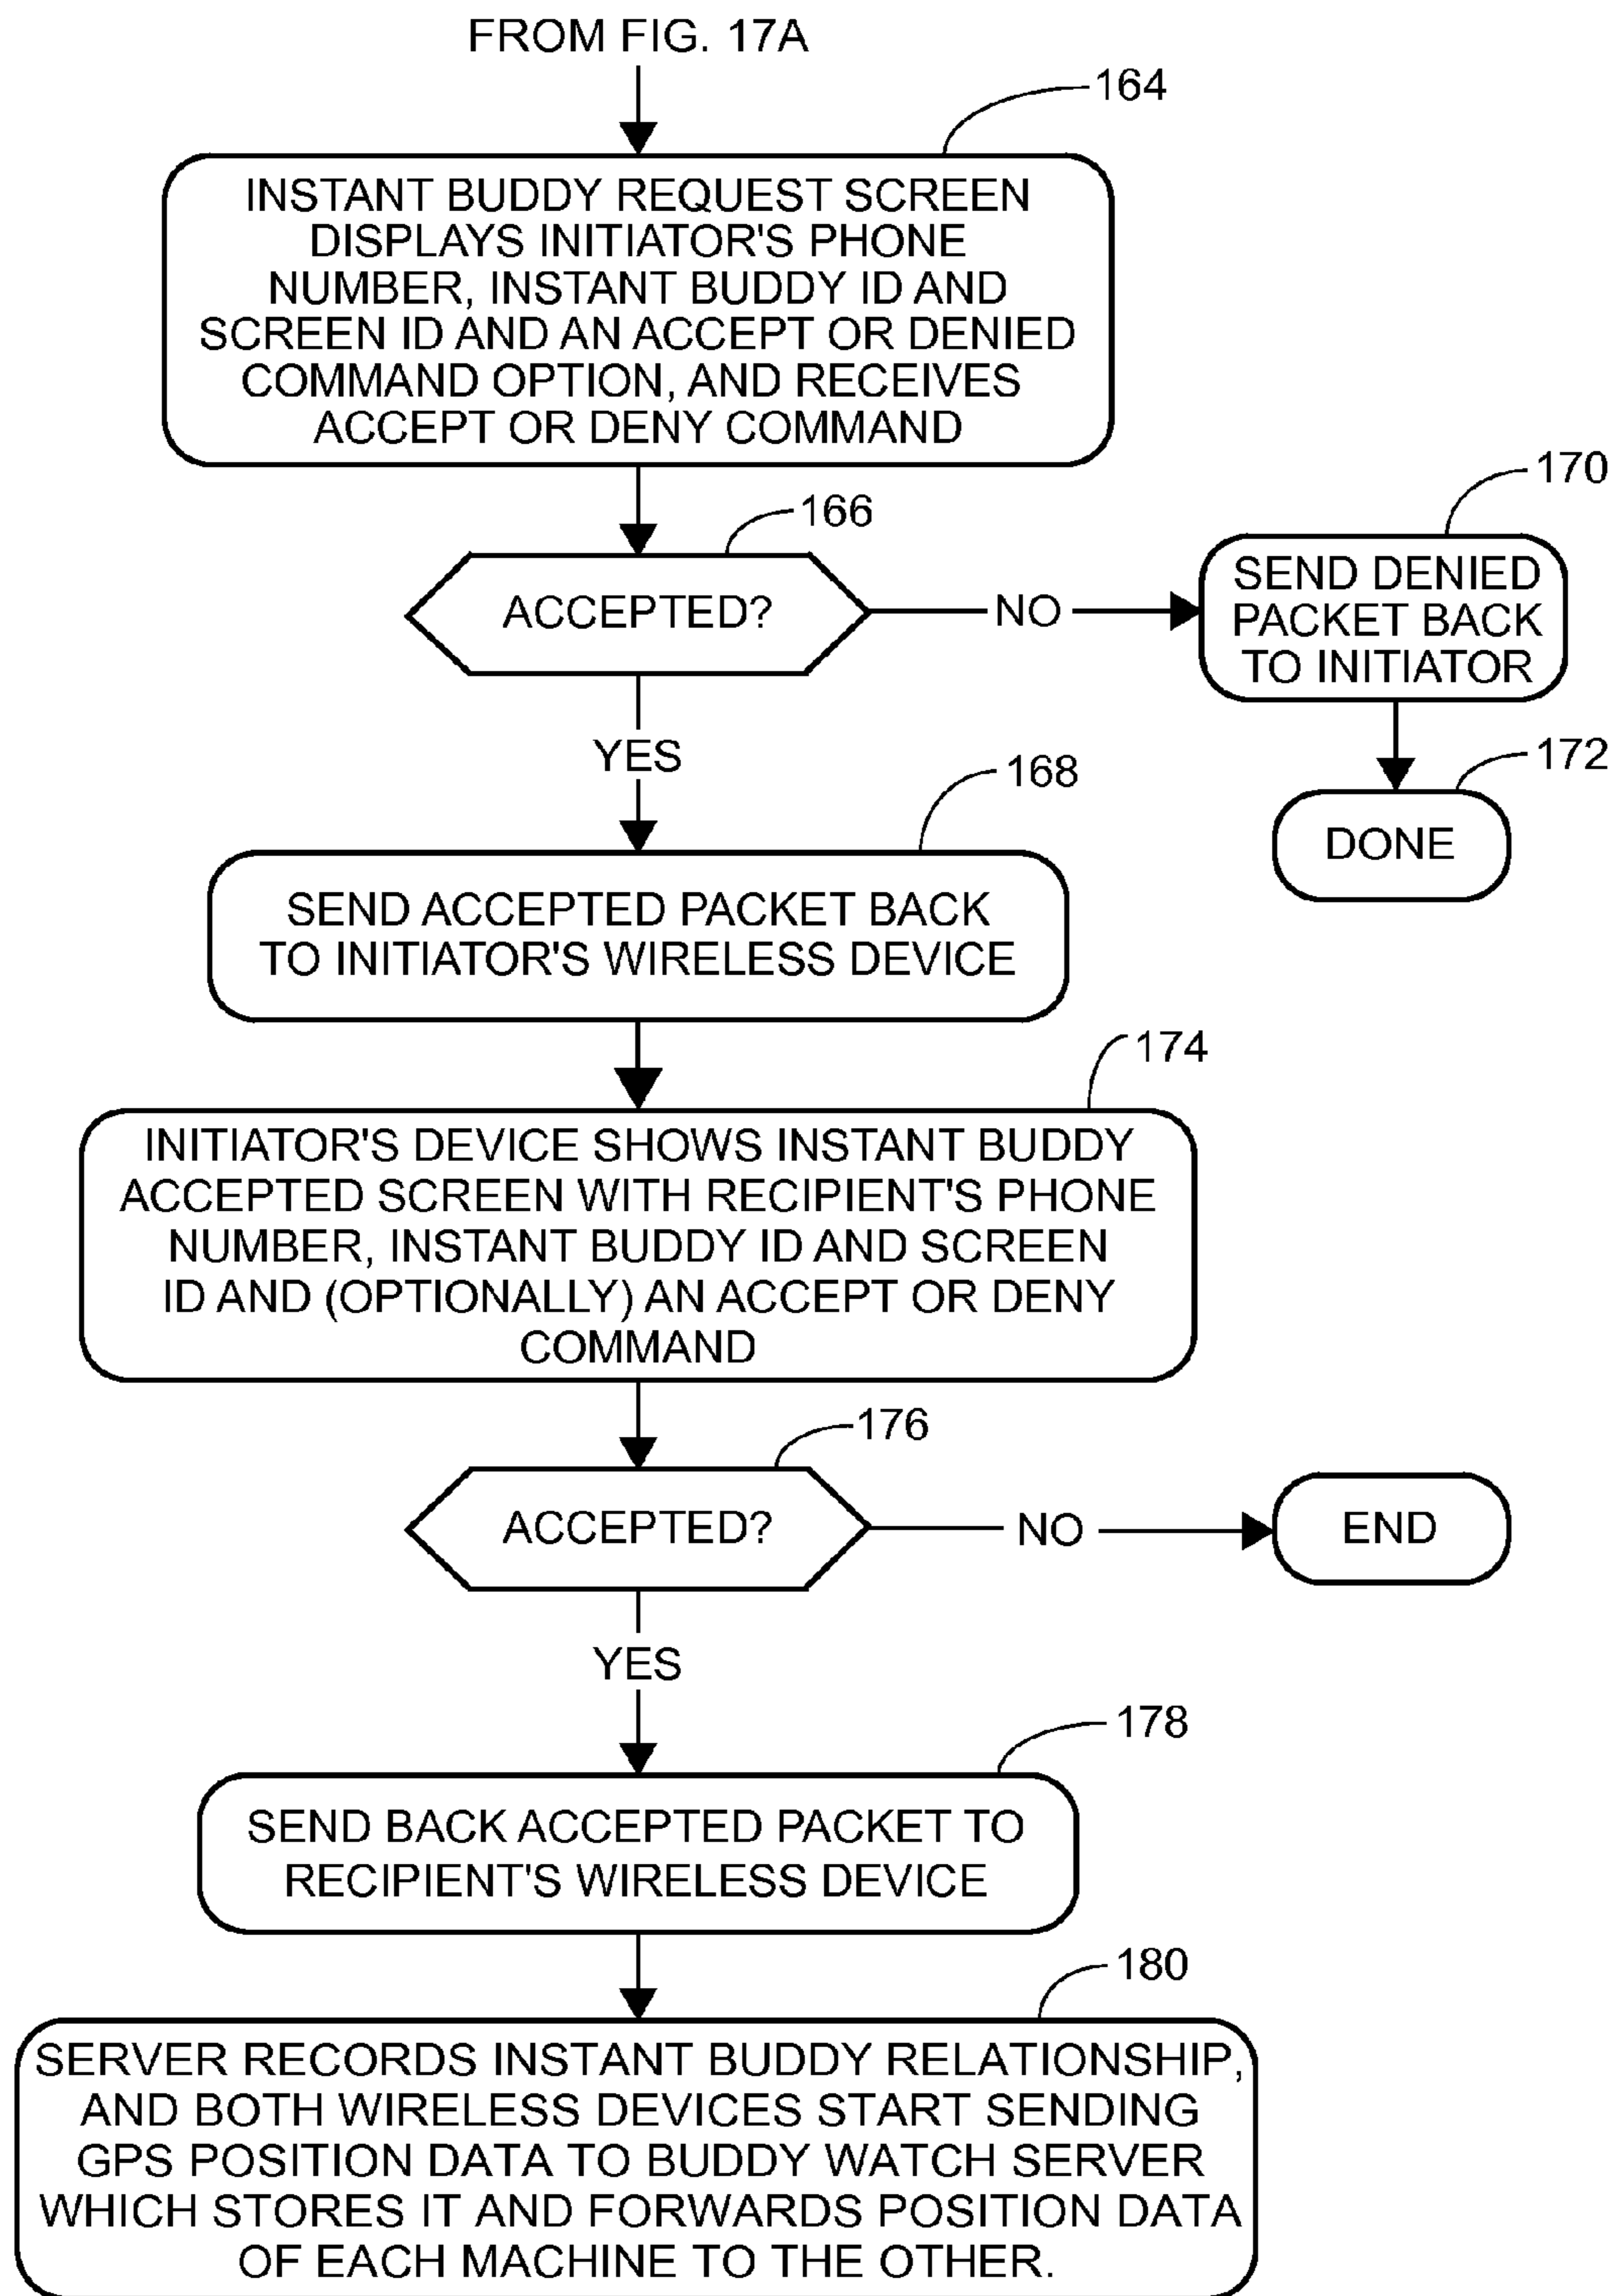 FROM FIG. 17A
164
INSTANT BUDDY REQUEST SCREEN
DISPLAYS INITIATOR'S PHONE
NUMBER, INSTANT BUDDY ID AND
SCREEN ID AND AN ACCEPT OR DENIED
COMMAND OPTION, AND RECEIVES
ACCEPT OR DENY COMMAND
166
ACCEPTED?
NO
170
SEND DENIED
PACKET BACK
TO INITIATOR
172
DONE
YES
168
SEND ACCEPTED PACKET BACK
TO INITIATOR'S WIRELESS DEVICE
174
INITIATOR'S DEVICE SHOWS INSTANT BUDDY
ACCEPTED SCREEN WITH RECIPIENT'S PHONE
NUMBER, INSTANT BUDDY ID AND SCREEN
ID AND (OPTIONALLY) AN ACCEPT OR DENY
COMMAND
176
ACCEPTED?
NO
END
YES
178
SEND BACK ACCEPTED PACKET TO
RECIPIENT'S WIRELESS DEVICE
180
SERVER RECORDS INSTANT BUDDY RELATIONSHIP,
AND BOTH WIRELESS DEVICES START SENDING
GPS POSITION DATA TO BUDDY WATCH SERVER
WHICH STORES IT AND FORWARDS POSITION DATA
OF EACH MACHINE TO THE OTHER.